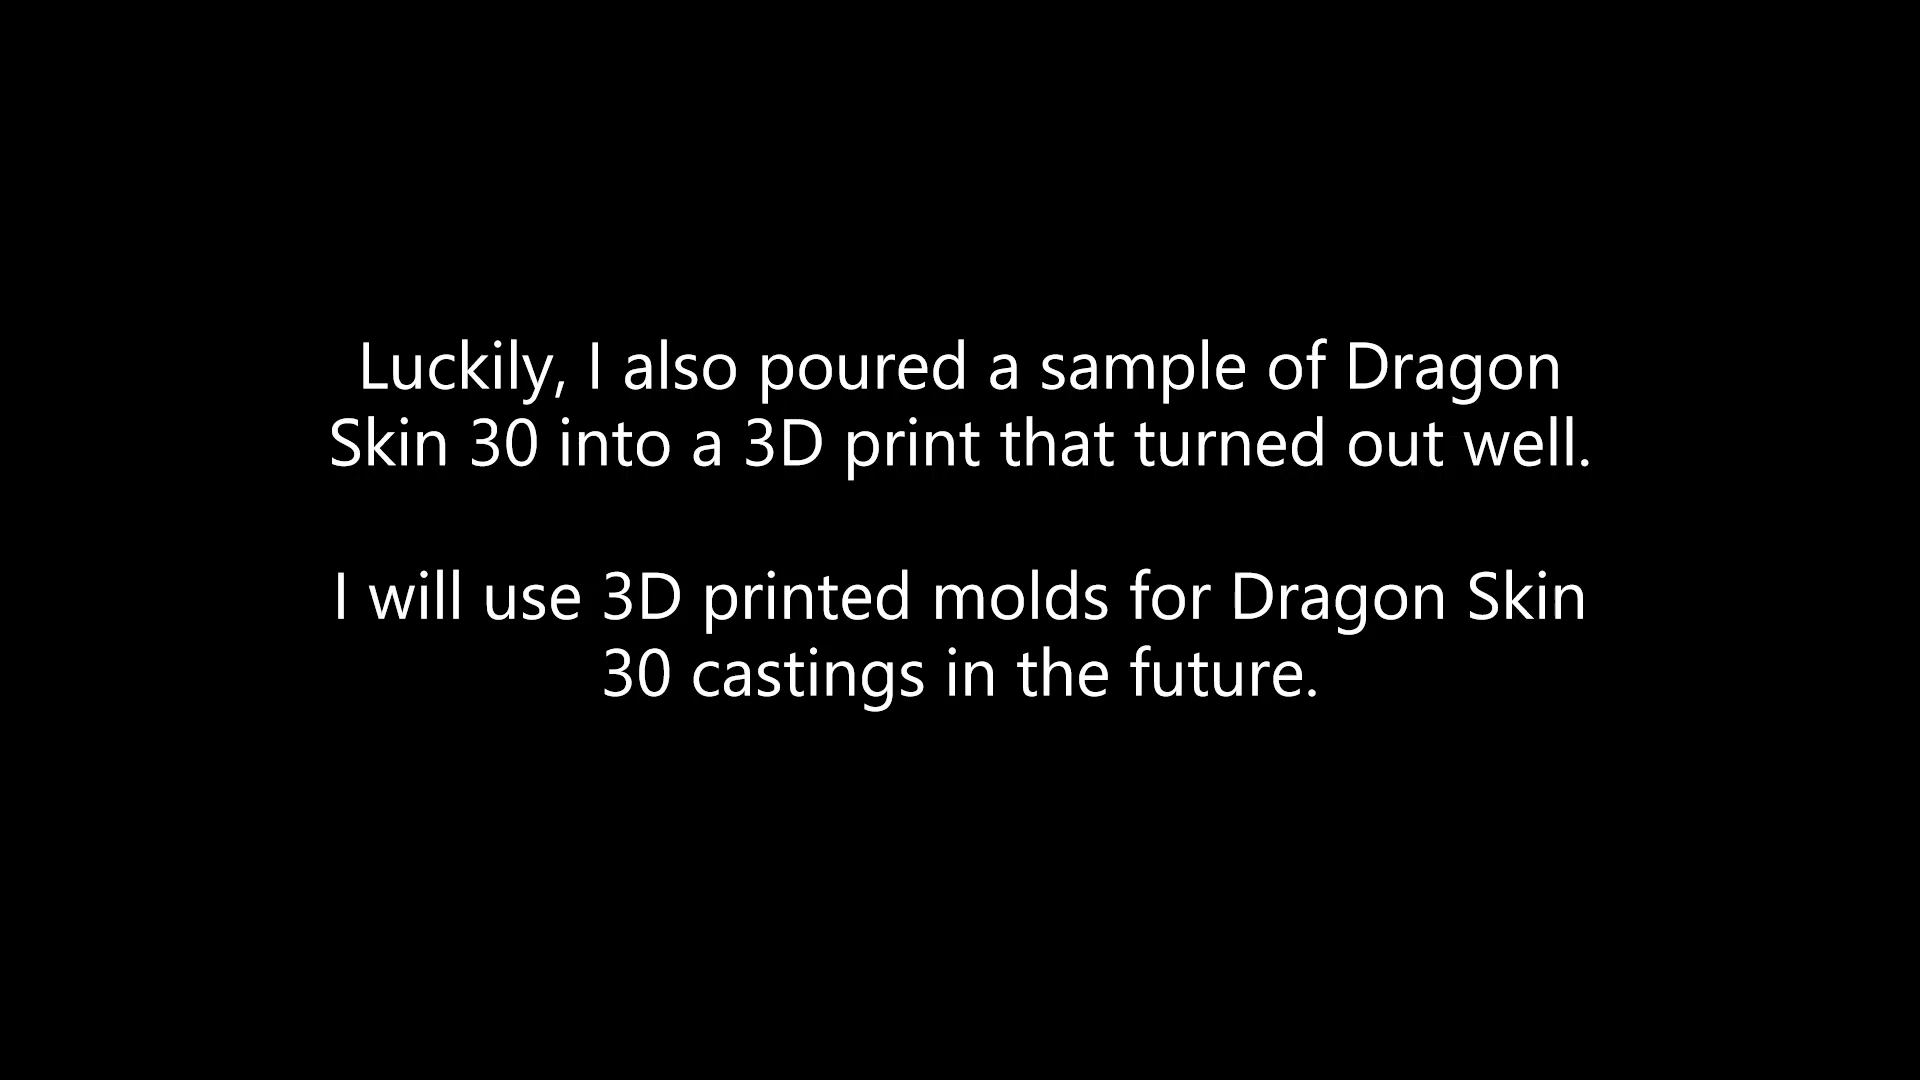 Luckily, I also poured a sample of Dragon
Skin 30 into a 3D print that turned out well.
I will use 3D printed molds for Dragon Skin
30 castings in the future.